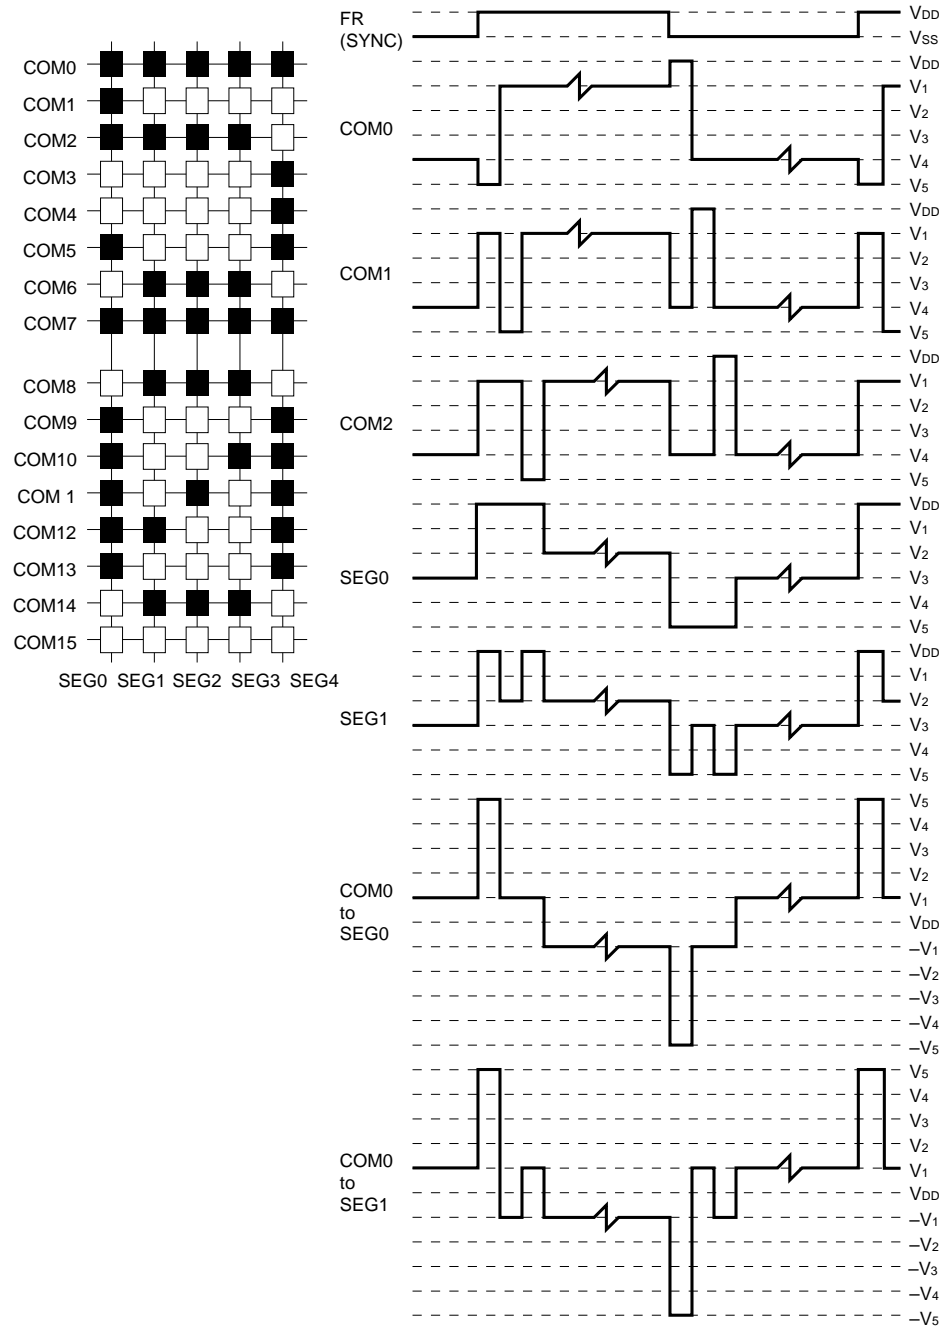 COM0
COM1
COM2
COM3
COM4
COM5
COM6
COM7
COM8
COM9
COM10
COM 1
COM12
COM13
COM14
COM15
SEG0 SEG1 SEG2 SEG3 SEG4
FR
(SYNC)
VDD
VSS
COM0
VDD
V1
V2
V3
V4
V5
COM1
VDD
V1
V2
V3
V4
V5
COM2
VDD
V1
V2
V3
V4
V5
SEG0
VDD
V1
V2
V3
V4
V5
SEG1
VDD
V1
V2
V3
V4
V5
COM0
to
SEG0
V5
V4
V3
V2
V1
VDD
–V1
–V2
–V3
–V4
–V5
COM0
to
SEG1
V5
V4
V3
V2
V1
VDD
–V1
–V2
–V3
–V4
–V5